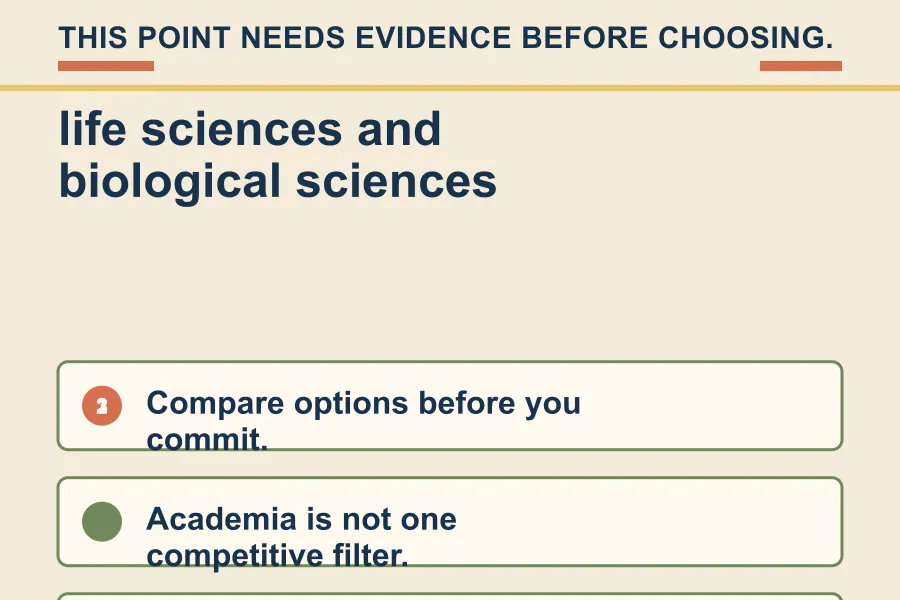 THIS POINT NEEDS EVIDENCE BEFORE CHOOSING.
life sciences and
biological sciences
Compare options before you
commit.
Academia is not one
competitive filter.